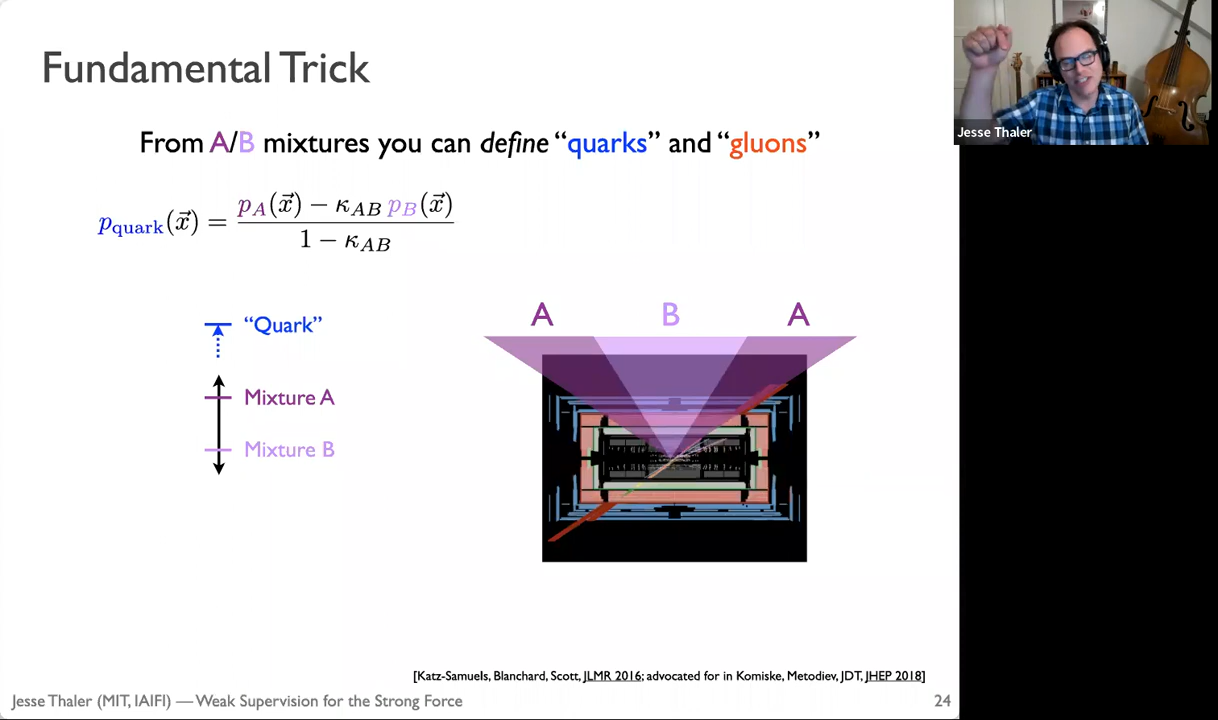 Fundamental Trick
From A/B mixtures you can define “quarks” and “gluons”
p_quark(x⃗) = (p_A(x⃗) − κ_AB p_B(x⃗)) / (1 − κ_AB)
A B A
“Quark”
Mixture A
Mixture B
[Katz-Samuels, Blanchard, Scott, JLMR 2016; advocated for in Komiske, Metodiev, JDT, JHEP 2018]
Jesse Thaler (MIT, IAIFI) — Weak Supervision for the Strong Force
24
Jesse Thaler